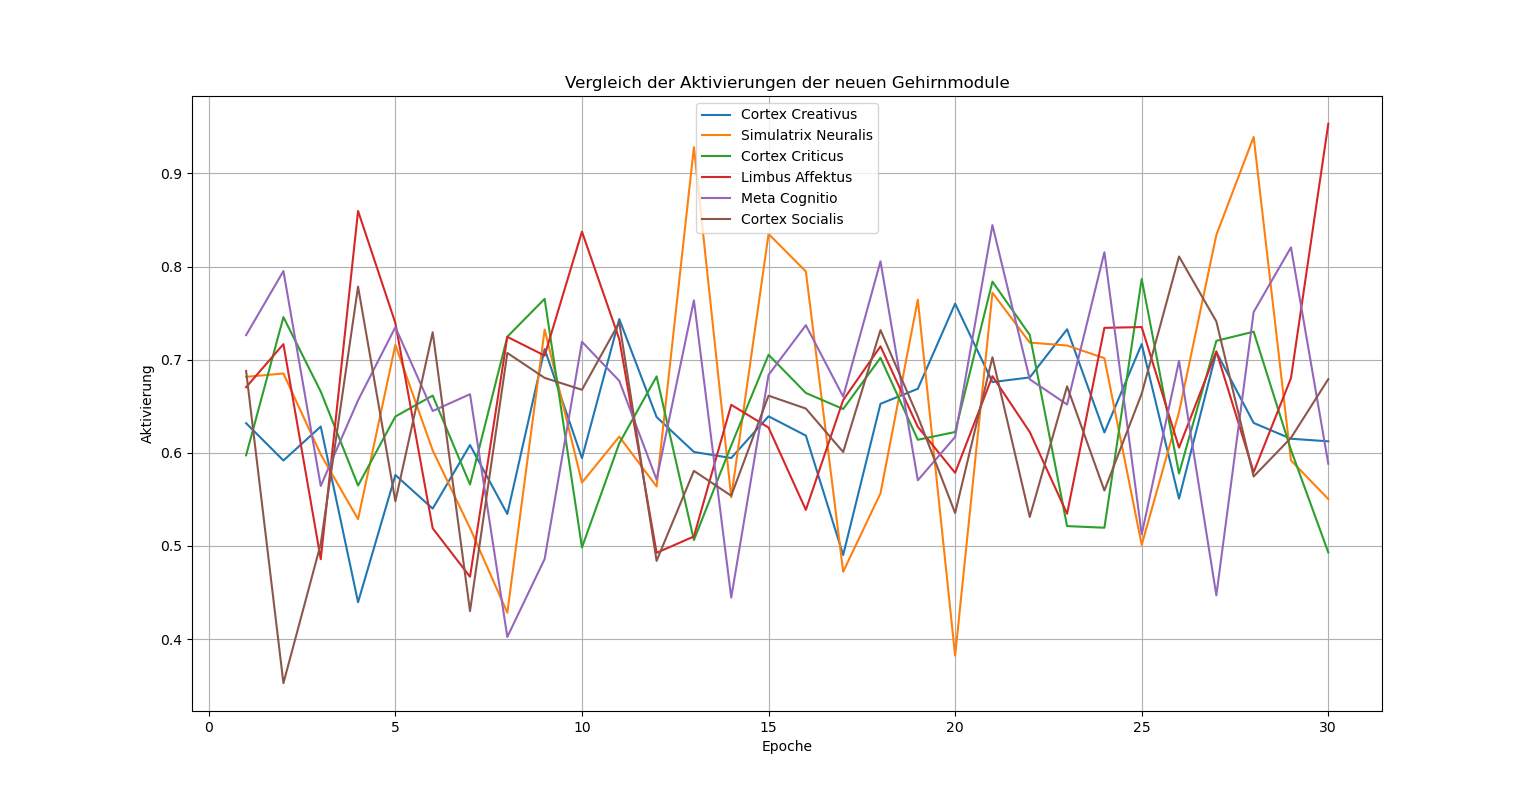 Vergleich der Aktivierungen der neuen Gehirnmodule
Cortex Creativus
Simulatrix Neuralis
Cortex Criticus
Limbus Affektus
Meta Cognitio
Cortex Socialis
Aktivierung
0.9
0.8
0.7
0.6
0.5
0.4
0 5 10 15 20 25 30
Epoche